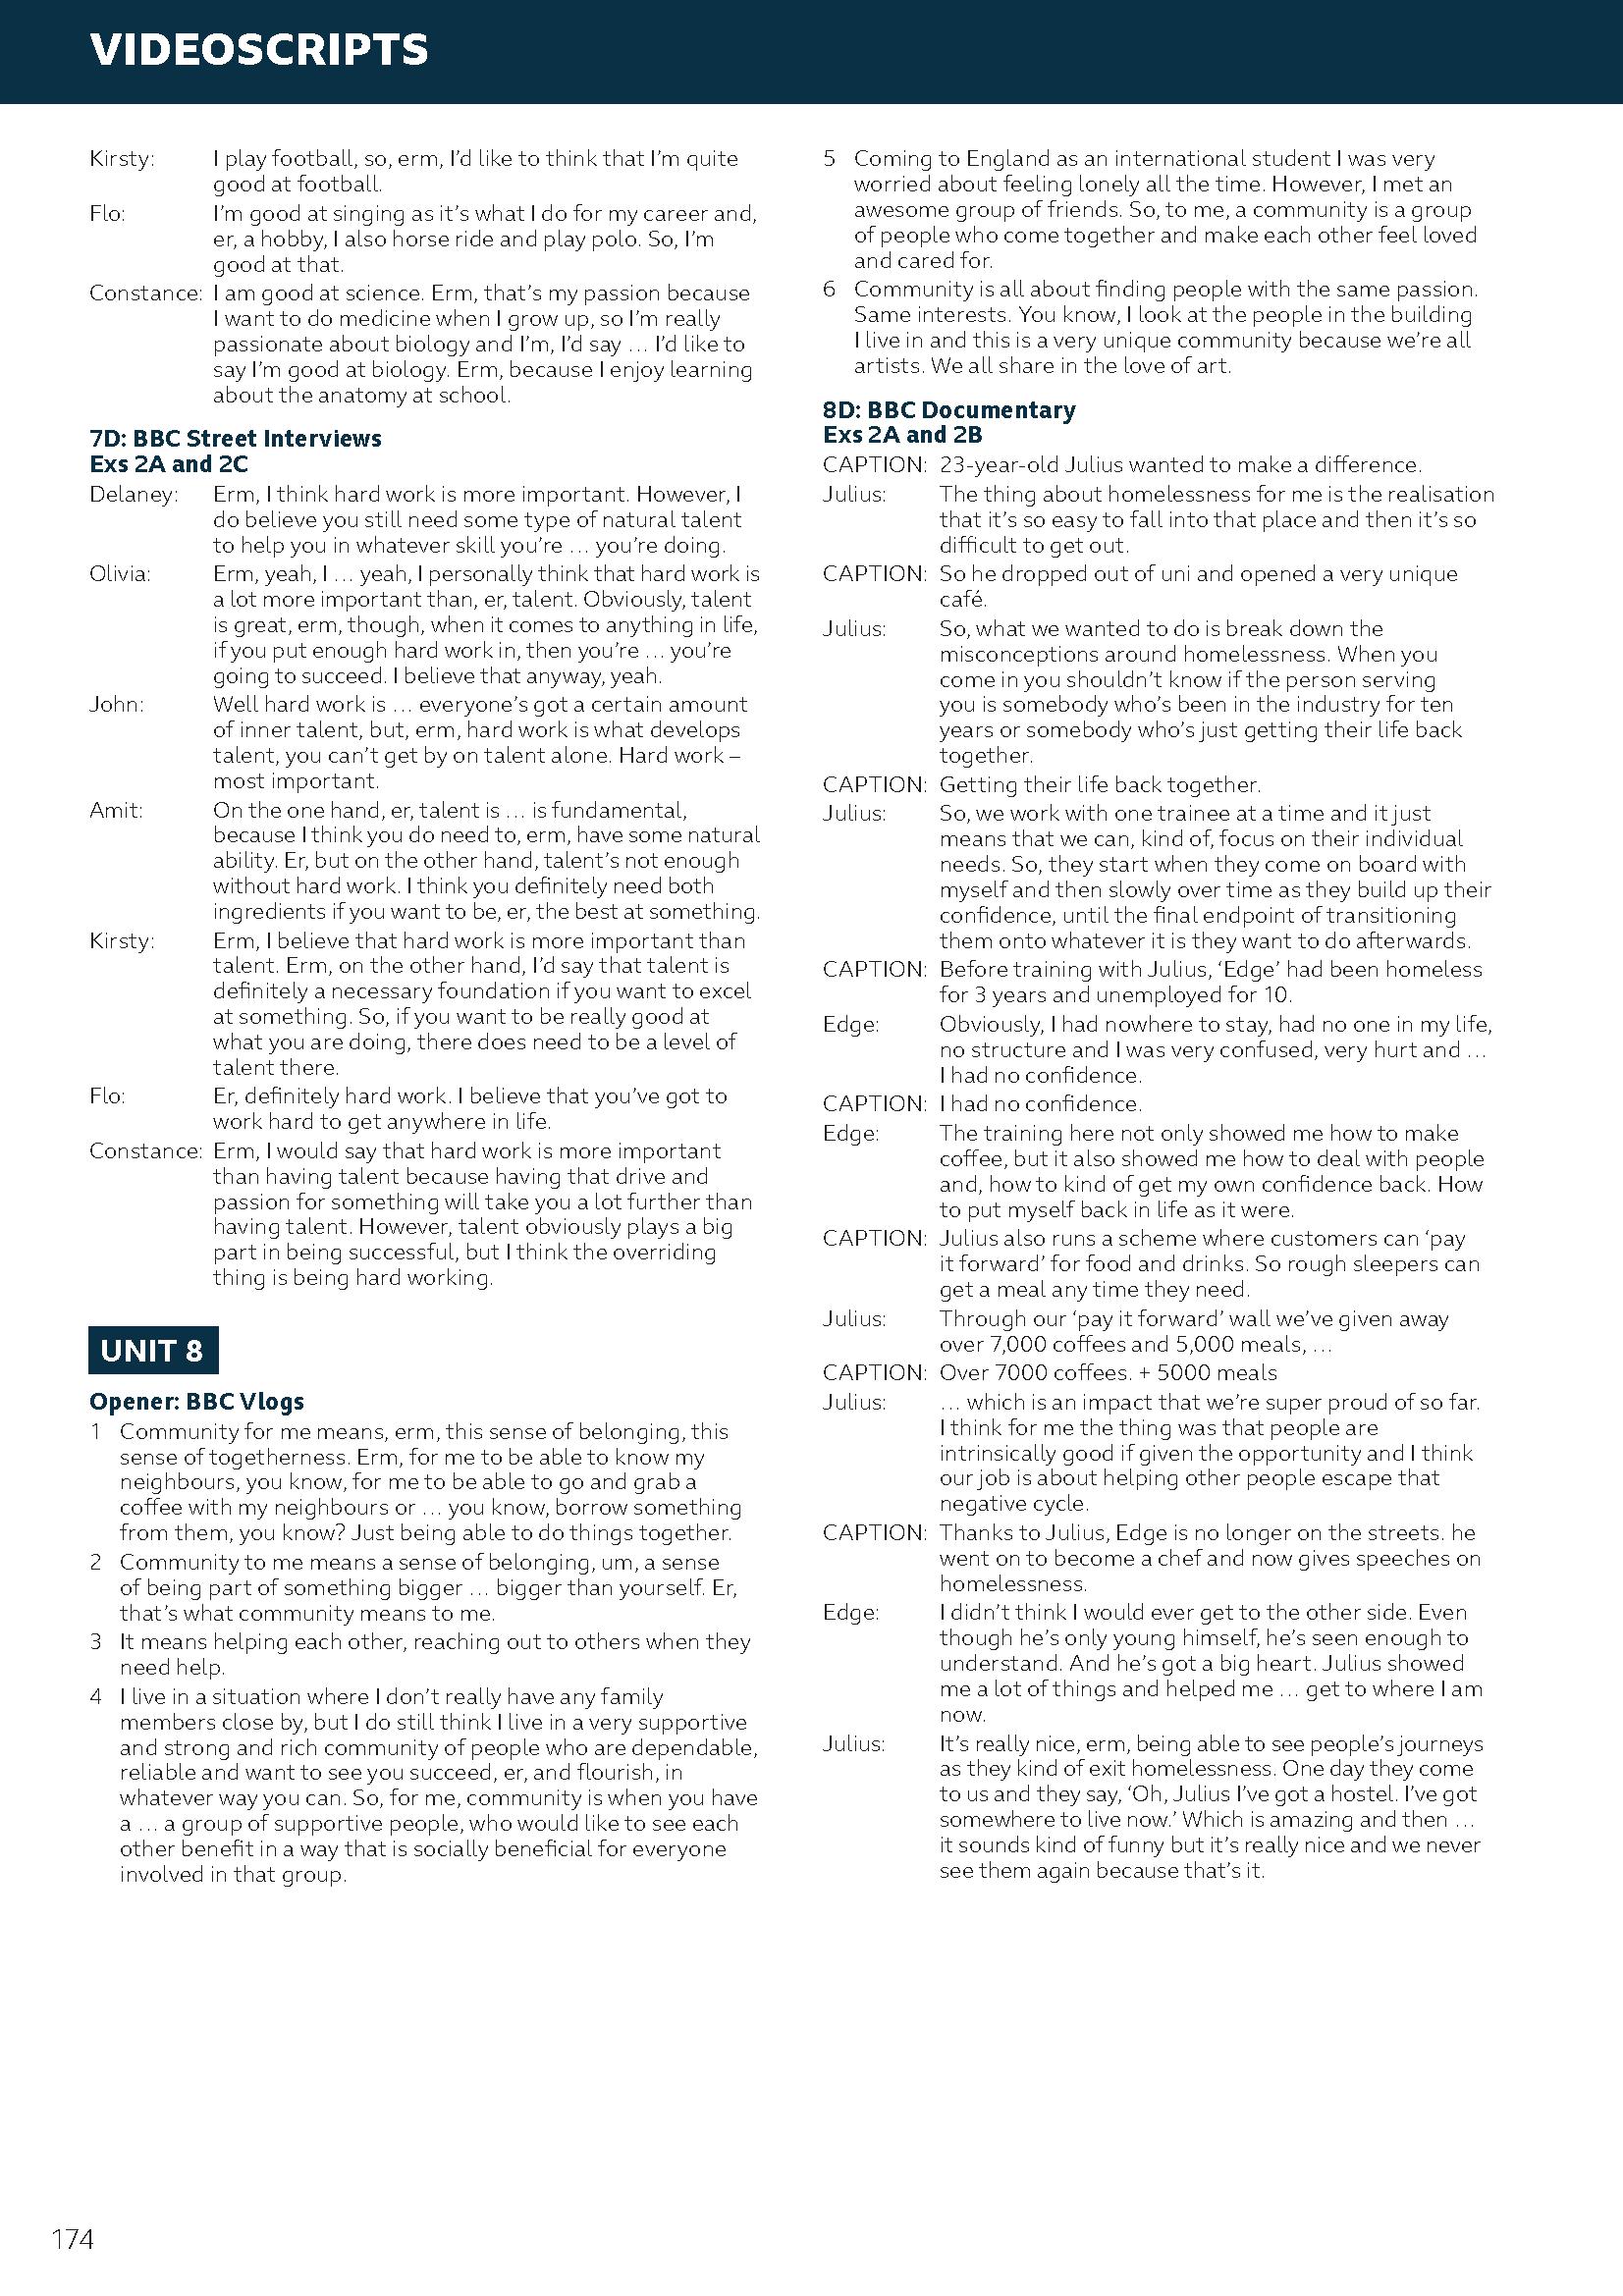 VIDEOSCRIPTS
Kirsty: I play football, so, erm, I’d like to think that I’m quite
good at football.
Flo: I’m good at singing as it’s what I do for my career and,
er, a hobby, I also horse ride and play polo. So, I’m
good at that.
Constance: I am good at science. Erm, that’s my passion because
I want to do medicine when I grow up, so I’m really
passionate about biology and I’m, I’d say … I’d like to
say I’m good at biology. Erm, because I enjoy learning
about the anatomy at school.
7D: BBC Street Interviews
Exs 2A and 2C
Delaney: Erm, I think hard work is more important. However, I
do believe you still need some type of natural talent
to help you in whatever skill you’re … you’re doing.
Olivia: Erm, yeah, I … yeah, I personally think that hard work is
a lot more important than, er, talent. Obviously, talent
is great, erm, though, when it comes to anything in life,
if you put enough hard work in, then you’re … you’re
going to succeed. I believe that anyway, yeah.
John: Well hard work is … everyone’s got a certain amount
of inner talent, but, erm, hard work is what develops
talent, you can’t get by on talent alone. Hard work –
most important.
Amit: On the one hand, er, talent is … is fundamental,
because I think you do need to, erm, have some natural
ability. Er, but on the other hand, talent’s not enough
without hard work. I think you definitely need both
ingredients if you want to be, er, the best at something.
Kirsty: Erm, I believe that hard work is more important than
talent. Erm, on the other hand, I’d say that talent is
definitely a necessary foundation if you want to excel
at something. So, if you want to be really good at
what you are doing, there does need to be a level of
talent there.
Flo: Er, definitely hard work. I believe that you’ve got to
work hard to get anywhere in life.
Constance: Erm, I would say that hard work is more important
than having talent because having that drive and
passion for something will take you a lot further than
having talent. However, talent obviously plays a big
part in being successful, but I think the overriding
thing is being hard working.
UNIT 8
Opener: BBC Vlogs
1 Community for me means, erm, this sense of belonging, this
sense of togetherness. Erm, for me to be able to know my
neighbours, you know, for me to be able to go and grab a
coffee with my neighbours or … you know, borrow something
from them, you know? Just being able to do things together.
2 Community to me means a sense of belonging, um, a sense
of being part of something bigger … bigger than yourself. Er,
that’s what community means to me.
3 It means helping each other, reaching out to others when they
need help.
4 I live in a situation where I don’t really have any family
members close by, but I do still think I live in a very supportive
and strong and rich community of people who are dependable,
reliable and want to see you succeed, er, and flourish, in
whatever way you can. So, for me, community is when you have
a … a group of supportive people, who would like to see each
other benefit in a way that is socially beneficial for everyone
involved in that group.
5 Coming to England as an international student I was very
worried about feeling lonely all the time. However, I met an
awesome group of friends. So, to me, a community is a group
of people who come together and make each other feel loved
and cared for.
6 Community is all about finding people with the same passion.
Same interests. You know, I look at the people in the building
I live in and this is a very unique community because we’re all
artists. We all share in the love of art.
8D: BBC Documentary
Exs 2A and 2B
CAPTION: 23-year-old Julius wanted to make a difference.
Julius: The thing about homelessness for me is the realisation
that it’s so easy to fall into that place and then it’s so
difficult to get out.
CAPTION: So he dropped out of uni and opened a very unique
café.
Julius: So, what we wanted to do is break down the
misconceptions around homelessness. When you
come in you shouldn’t know if the person serving
you is somebody who’s been in the industry for ten
years or somebody who’s just getting their life back
together.
CAPTION: Getting their life back together.
Julius: So, we work with one trainee at a time and it just
means that we can, kind of, focus on their individual
needs. So, they start when they come on board with
myself and then slowly over time as they build up their
confidence, until the final endpoint of transitioning
them onto whatever it is they want to do afterwards.
CAPTION: Before training with Julius, ‘Edge’ had been homeless
for 3 years and unemployed for 10.
Edge: Obviously, I had nowhere to stay, had no one in my life,
no structure and I was very confused, very hurt and …
I had no confidence.
CAPTION: I had no confidence.
Edge: The training here not only showed me how to make
coffee, but it also showed me how to deal with people
and, how to kind of get my own confidence back. How
to put myself back in life as it were.
CAPTION: Julius also runs a scheme where customers can ‘pay
it forward’ for food and drinks. So rough sleepers can
get a meal any time they need.
Julius: Through our ‘pay it forward’ wall we’ve given away
over 7,000 coffees and 5,000 meals, …
CAPTION: Over 7000 coffees. + 5000 meals
Julius: … which is an impact that we’re super proud of so far.
I think for me the thing was that people are
intrinsically good if given the opportunity and I think
our job is about helping other people escape that
negative cycle.
CAPTION: Thanks to Julius, Edge is no longer on the streets. he
went on to become a chef and now gives speeches on
homelessness.
Edge: I didn’t think I would ever get to the other side. Even
though he’s only young himself, he’s seen enough to
understand. And he’s got a big heart. Julius showed
me a lot of things and helped me … get to where I am
now.
Julius: It’s really nice, erm, being able to see people’s journeys
as they kind of exit homelessness. One day they come
to us and they say, ‘Oh, Julius I’ve got a hostel. I’ve got
somewhere to live now.’ Which is amazing and then …
it sounds kind of funny but it’s really nice and we never
see them again because that’s it.
174